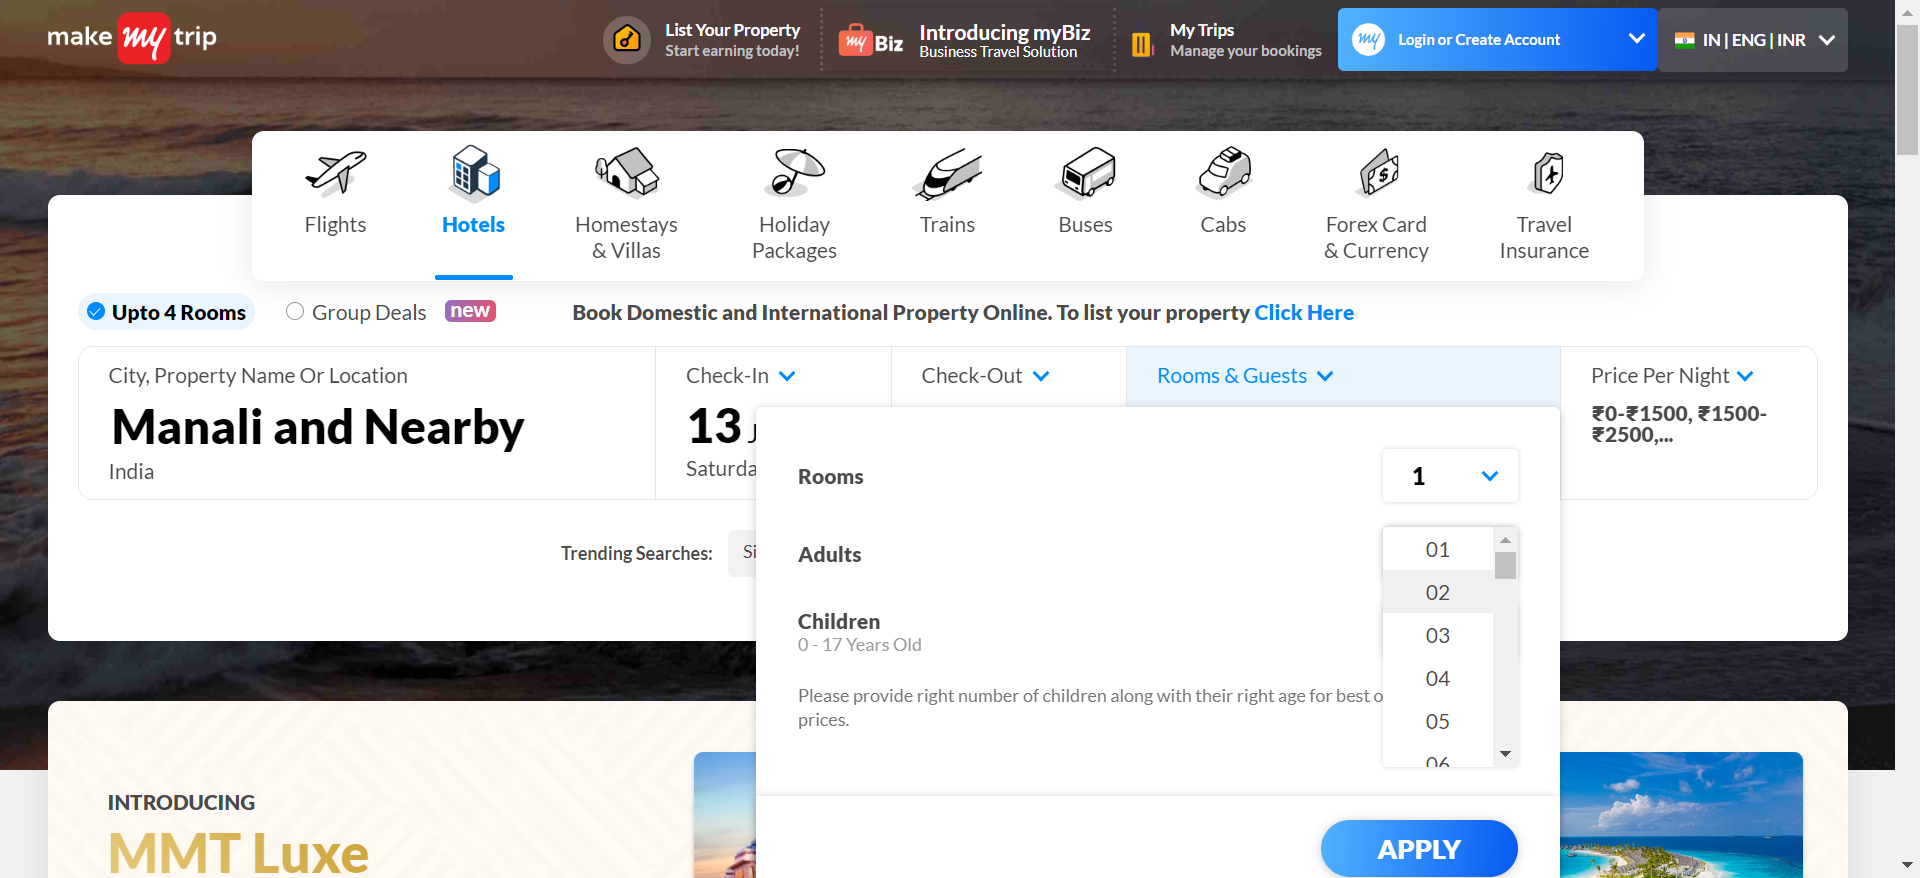 make my trip
List Your Property
Start earning today!
my Biz
Introducing myBiz
Business Travel Solution
My Trips
Manage your bookings
my
Login or Create Account
IN | ENG | INR
Flights
Hotels
Homestays
& Villas
Holiday
Packages
Trains
Buses
Cabs
Forex Card
& Currency
Travel
Insurance
Upto 4 Rooms
Group Deals
new
Book Domestic and International Property Online. To list your property Click Here
City, Property Name Or Location
Manali and Nearby
India
Check-In
13 J
Saturda
Check-Out
Rooms & Guests
Price Per Night
₹0-₹1500, ₹1500-
₹2500,...
Trending Searches:
Si
Rooms
1
Adults
01
02
03
04
05
06
Children
0 - 17 Years Old
Please provide right number of children along with their right age for best o
prices.
APPLY
INTRODUCING
MMT Luxe